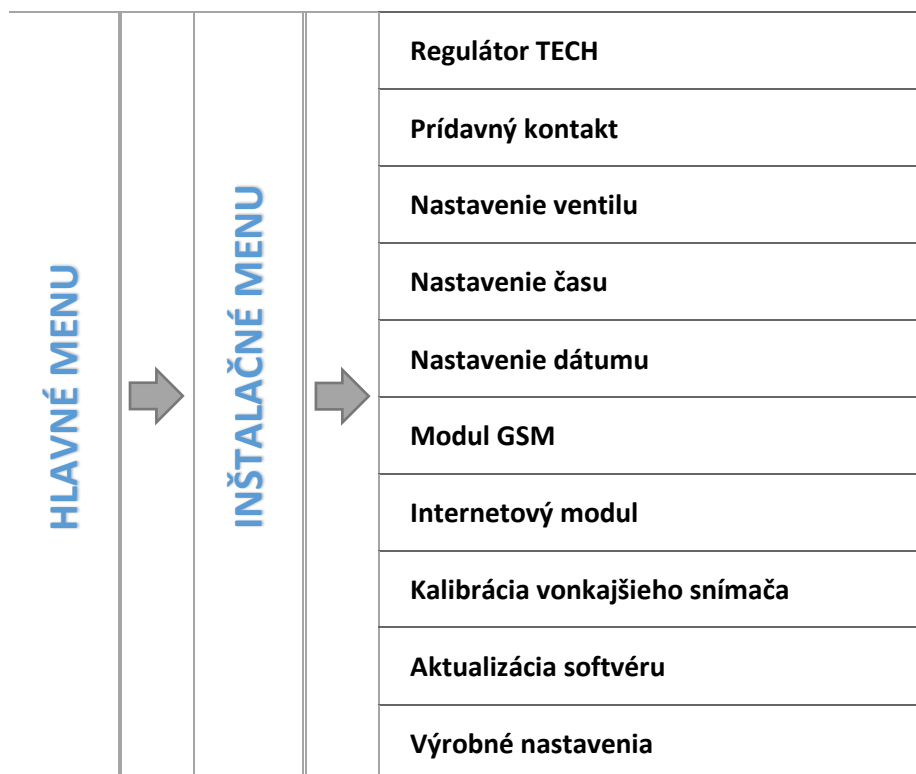 HLAVNÉ MENU
INŠTALAČNÉ MENU
Regulátor TECH
Prídavný kontakt
Nastavenie ventilu
Nastavenie času
Nastavenie dátumu
Modul GSM
Internetový modul
Kalibrácia vonkajšieho snímača
Aktualizácia softvéru
Výrobné nastavenia